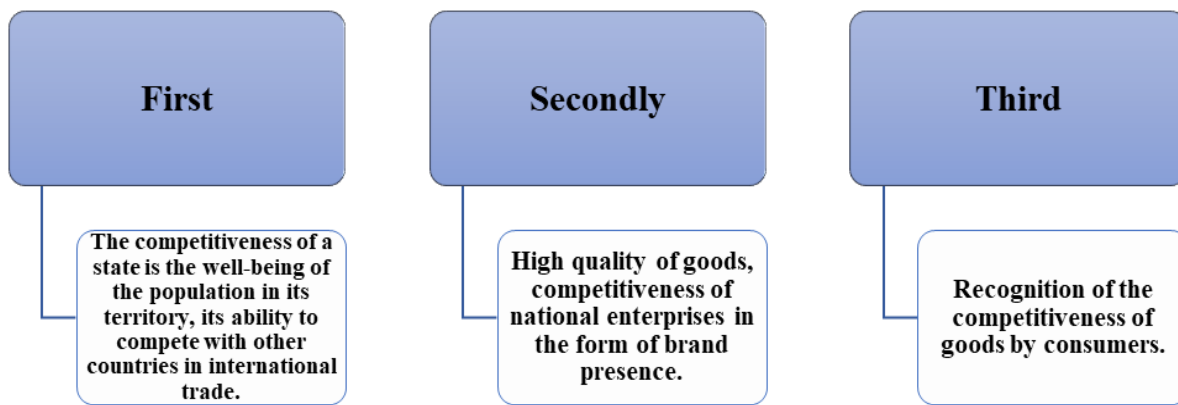 First
The competitiveness of a
state is the well-being of
the population in its
territory, its ability to
compete with other
countries in international
trade.
Secondly
High quality of goods,
competitiveness of
national enterprises in
the form of brand
presence.
Third
Recognition of the
competitiveness of
goods by consumers.